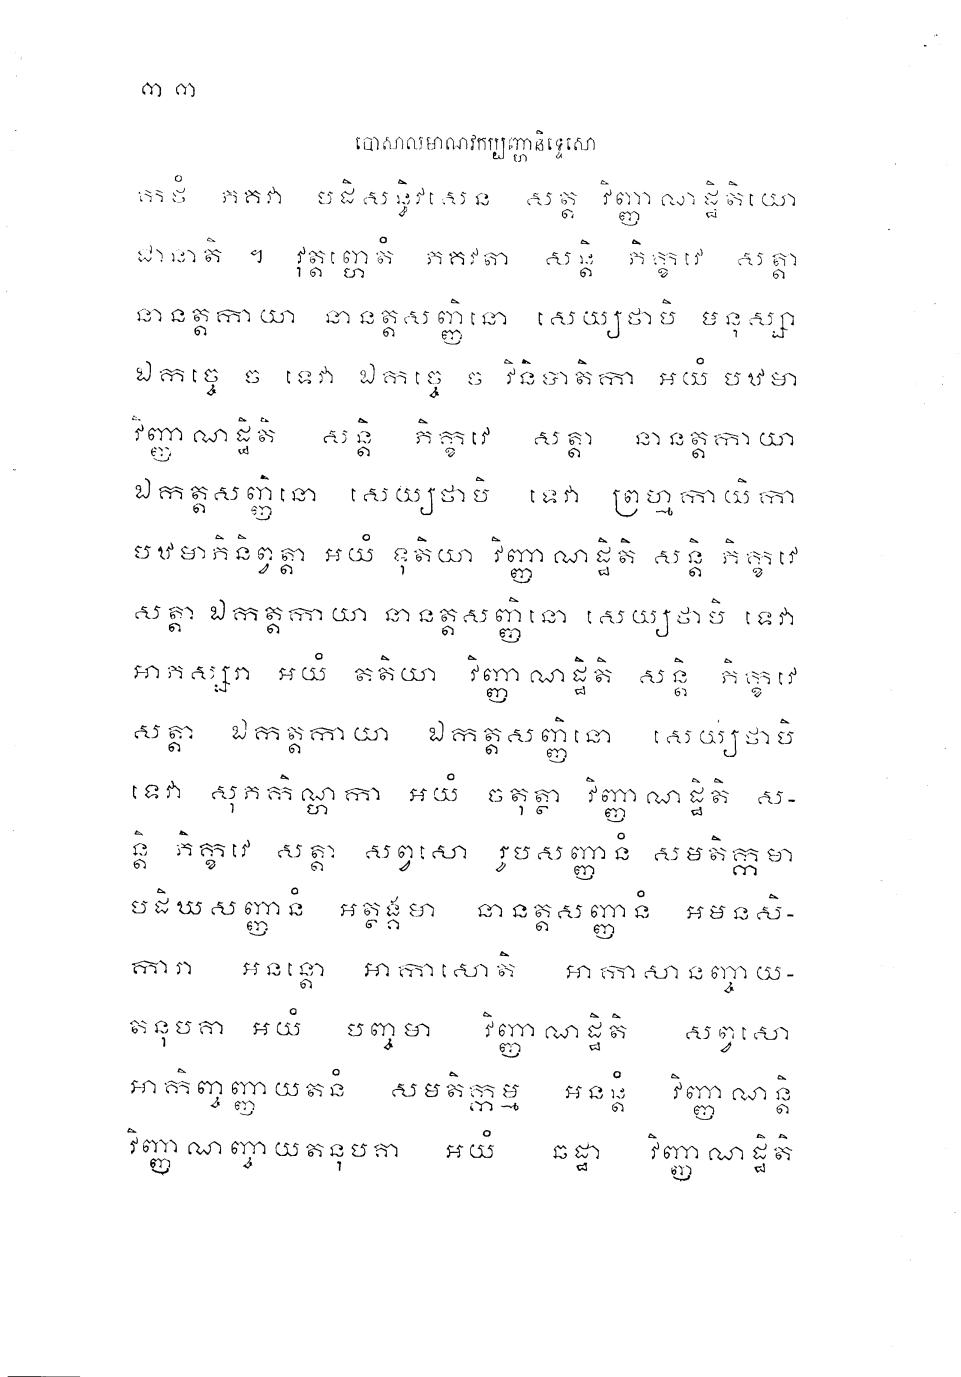 ៣ ៣
បោសាលមាណវកប្បញ្ហានិទ្ទេសោ
កថំ ភគវា បដិសន្ធិវសេន សត្ត វិញ្ញាណដ្ឋិតិយោ
ជានាតិ ។ វុត្តញ្ហេតំ ភគវតា សន្តិ ភិក្ខវេ សត្តា
នានត្តកាយា នានត្តសញ្ញិនោ សេយ្យថាបិ មនុស្សា
ឯកច្ចេ ច ទេវា ឯកច្ចេ ច វិនិបាតិកា អយំ បឋមា
វិញ្ញាណដ្ឋិតិ សន្តិ ភិក្ខវេ សត្តា នានត្តកាយា
ឯកត្តសញ្ញិនោ សេយ្យថាបិ ទេវា ព្រហ្មកាយិកា
បឋមាភិនិព្វត្តា អយំ ទុតិយា វិញ្ញាណដ្ឋិតិ សន្តិ ភិក្ខវេ
សត្តា ឯកត្តកាយា នានត្តសញ្ញិនោ សេយ្យថាបិ ទេវា
អាភស្សរា អយំ តតិយា វិញ្ញាណដ្ឋិតិ សន្តិ ភិក្ខវេ
សត្តា ឯកត្តកាយា ឯកត្តសញ្ញិនោ សេយ្យថាបិ
ទេវា សុភកិណ្ហកា អយំ ចតុត្ថា វិញ្ញាណដ្ឋិតិ ស-
ន្តិ ភិក្ខវេ សត្តា សព្វសោ រូបសញ្ញានំ សមតិក្កមា
បដិឃសញ្ញានំ អត្ថង្គមា នានត្តសញ្ញានំ អមនសិ-
ការា អនន្តោ អាកាសោតិ អាកាសានញ្ចាយ-
តនុបគា អយំ បញ្ចមា វិញ្ញាណដ្ឋិតិ សព្វសោ
អាកិញ្ចញ្ញាយតនំ សមតិក្កម្ម អនន្តំ វិញ្ញាណន្តិ
វិញ្ញាណញ្ចាយតនុបគា អយំ ឆដ្ឋា វិញ្ញាណដ្ឋិតិ